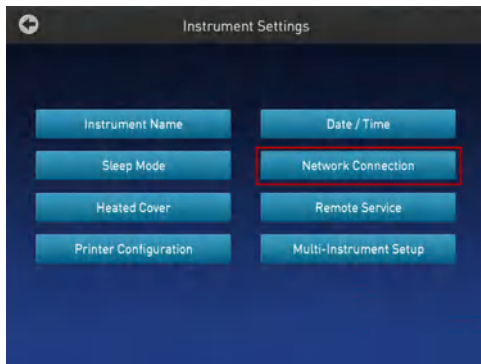 Instrument Settings
Instrument Name
Date / Time
Sleep Mode
Network Connection
Heated Cover
Remote Service
Printer Configuration
Multi-Instrument Setup